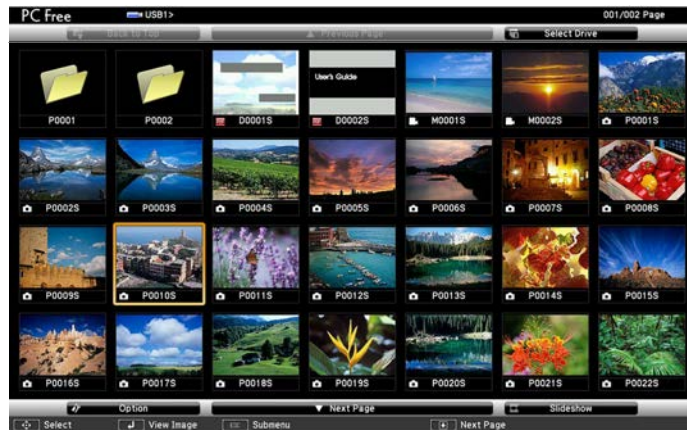 PC Free USB1> 001/002 Page
Back to Top ▲ Previous Page Select Drive
User's Guide
P0001 P0002 D0001S D0002S M0001S M0002S P0001S
P0002S P0003S P0004S P0005S P0006S P0007S P0008S
P0009S P0010S P0011S P0012S P0013S P0014S P0015S
P0016S P0017S P0018S P0019S P0020S P0021S P0022S
Option ▼ Next Page Slideshow
Select View Image Submenu Next Page